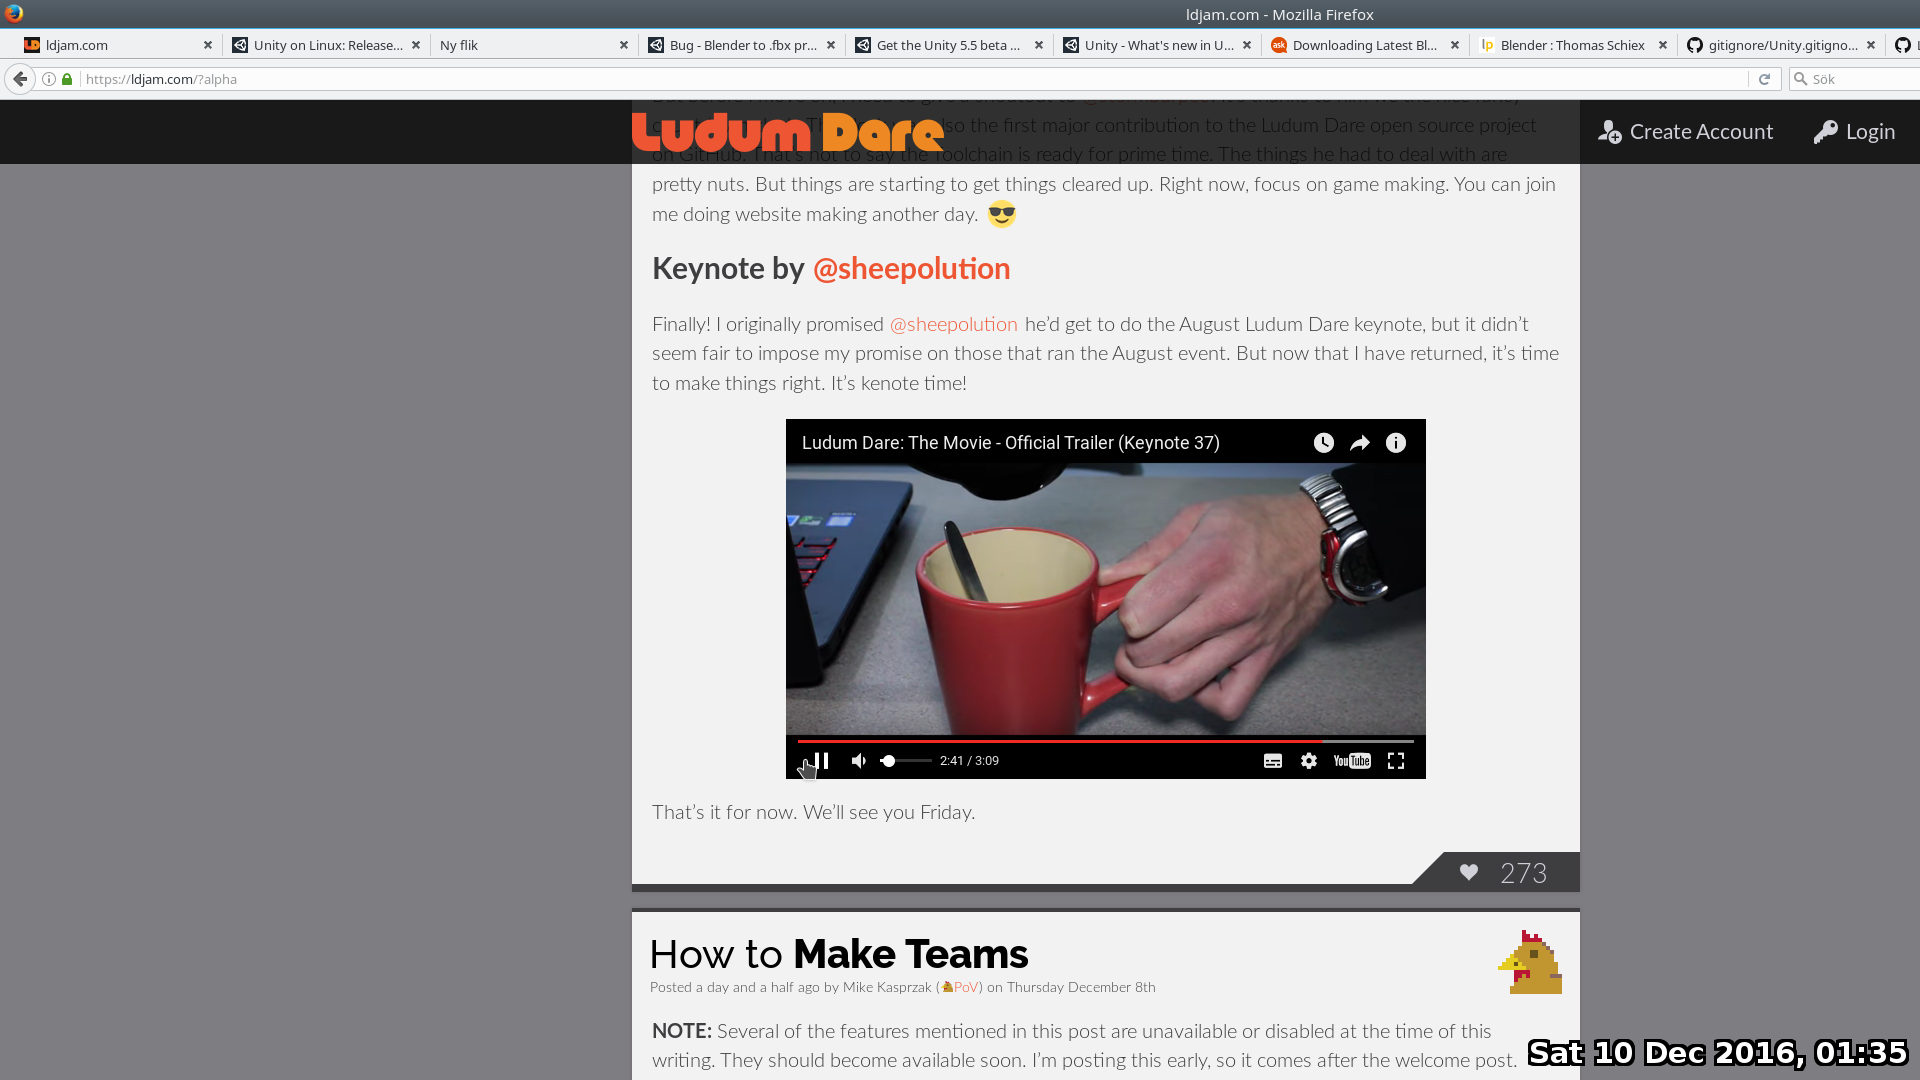 ldjam.com - Mozilla Firefox
ldjam.com
Unity on Linux: Release...
Ny flik
Bug - Blender to .fbx pr...
Get the Unity 5.5 beta ...
Unity - What's new in U...
Downloading Latest Bl...
Blender : Thomas Schiex
gitignore/Unity.gitigno...
https://ldjam.com/?alpha
Sök
Ludum Dare
Create Account
Login
also the first major contribution to the Ludum Dare open source project
on GitHub. That's not to say the Toolchain is ready for prime time. The things he had to deal with are
pretty nuts. But things are starting to get things cleared up. Right now, focus on game making. You can join
me doing website making another day.
Keynote by @sheepolution
Finally! I originally promised @sheepolution he'd get to do the August Ludum Dare keynote, but it didn't
seem fair to impose my promise on those that ran the August event. But now that I have returned, it's time
to make things right. It's kenote time!
Ludum Dare: The Movie - Official Trailer (Keynote 37)
2:41 / 3:09
YouTube
That's it for now. We'll see you Friday.
273
How to Make Teams
Posted a day and a half ago by Mike Kasprzak (PoV) on Thursday December 8th
NOTE: Several of the features mentioned in this post are unavailable or disabled at the time of this
writing. They should become available soon. I'm posting this early, so it comes after the welcome post.
Sat 10 Dec 2016, 01:35